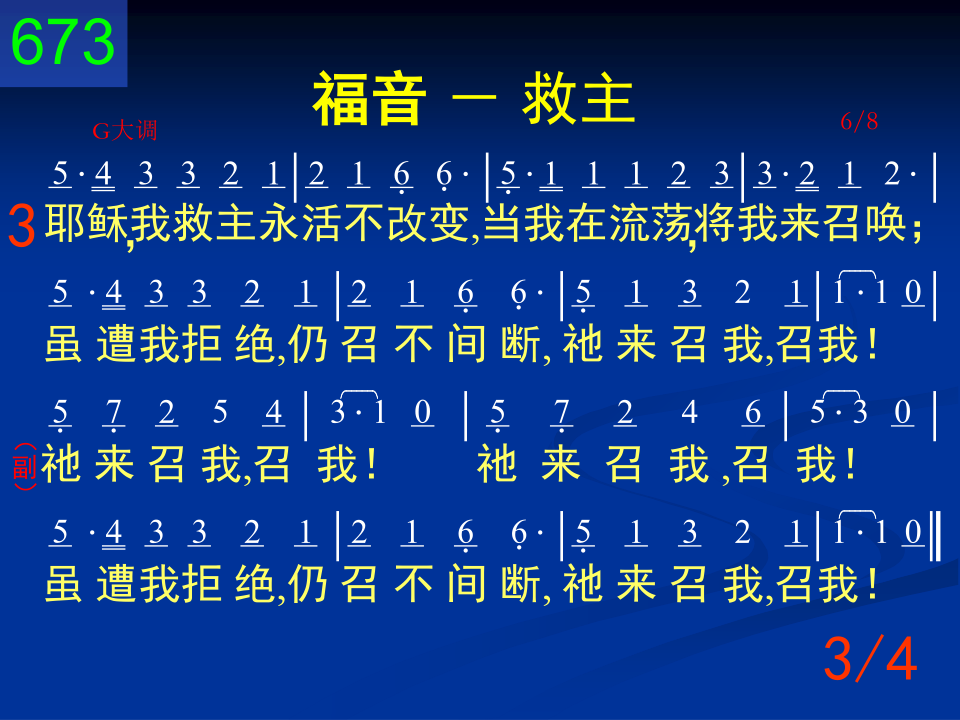 673
福音 － 救主
G大调
6/8
5 · 4 3 3 2 1 | 2 1 6 6 · | 5 · 1 1 1 2 3 | 3 · 2 1 2 · |
3 耶稣,我救主永活不改变,当我在流荡,将我来召唤；
5 · 4 3 3 2 1 | 2 1 6 6 · | 5 1 3 2 1 | 1 · 1 0 |
虽 遭我拒 绝,仍 召 不 间 断, 祂 来 召 我,召我！
5 7 2 5 4 | 3 · 1 0 | 5 7 2 4 6 | 5 · 3 0 |
（副） 祂 来 召 我,召 我！ 祂 来 召 我 ,召 我！
5 · 4 3 3 2 1 | 2 1 6 6 · | 5 1 3 2 1 | 1 · 1 0 ‖
虽 遭我拒 绝,仍 召 不 间 断, 祂 来 召 我,召我！
3/4